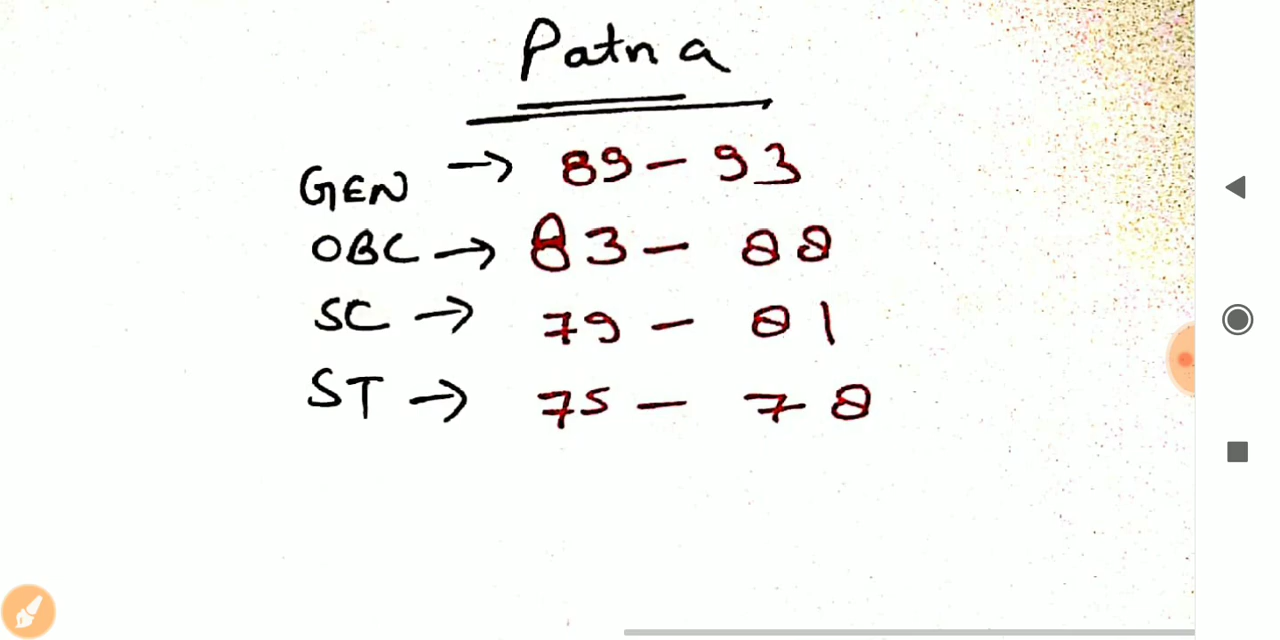 Patna
GEN → 89 - 93
OBC → 83 - 88
SC → 79 - 81
ST → 75 - 78